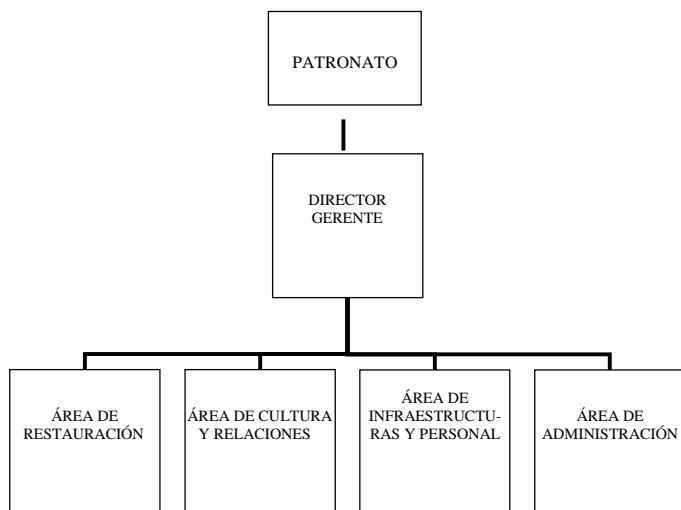 PATRONATO
DIRECTOR
GERENTE
ÁREA DE
RESTAURACIÓN
ÁREA DE CULTURA
Y RELACIONES
ÁREA DE
INFRAESTRUCTU-
RAS Y PERSONAL
ÁREA DE
ADMINISTRACIÓN